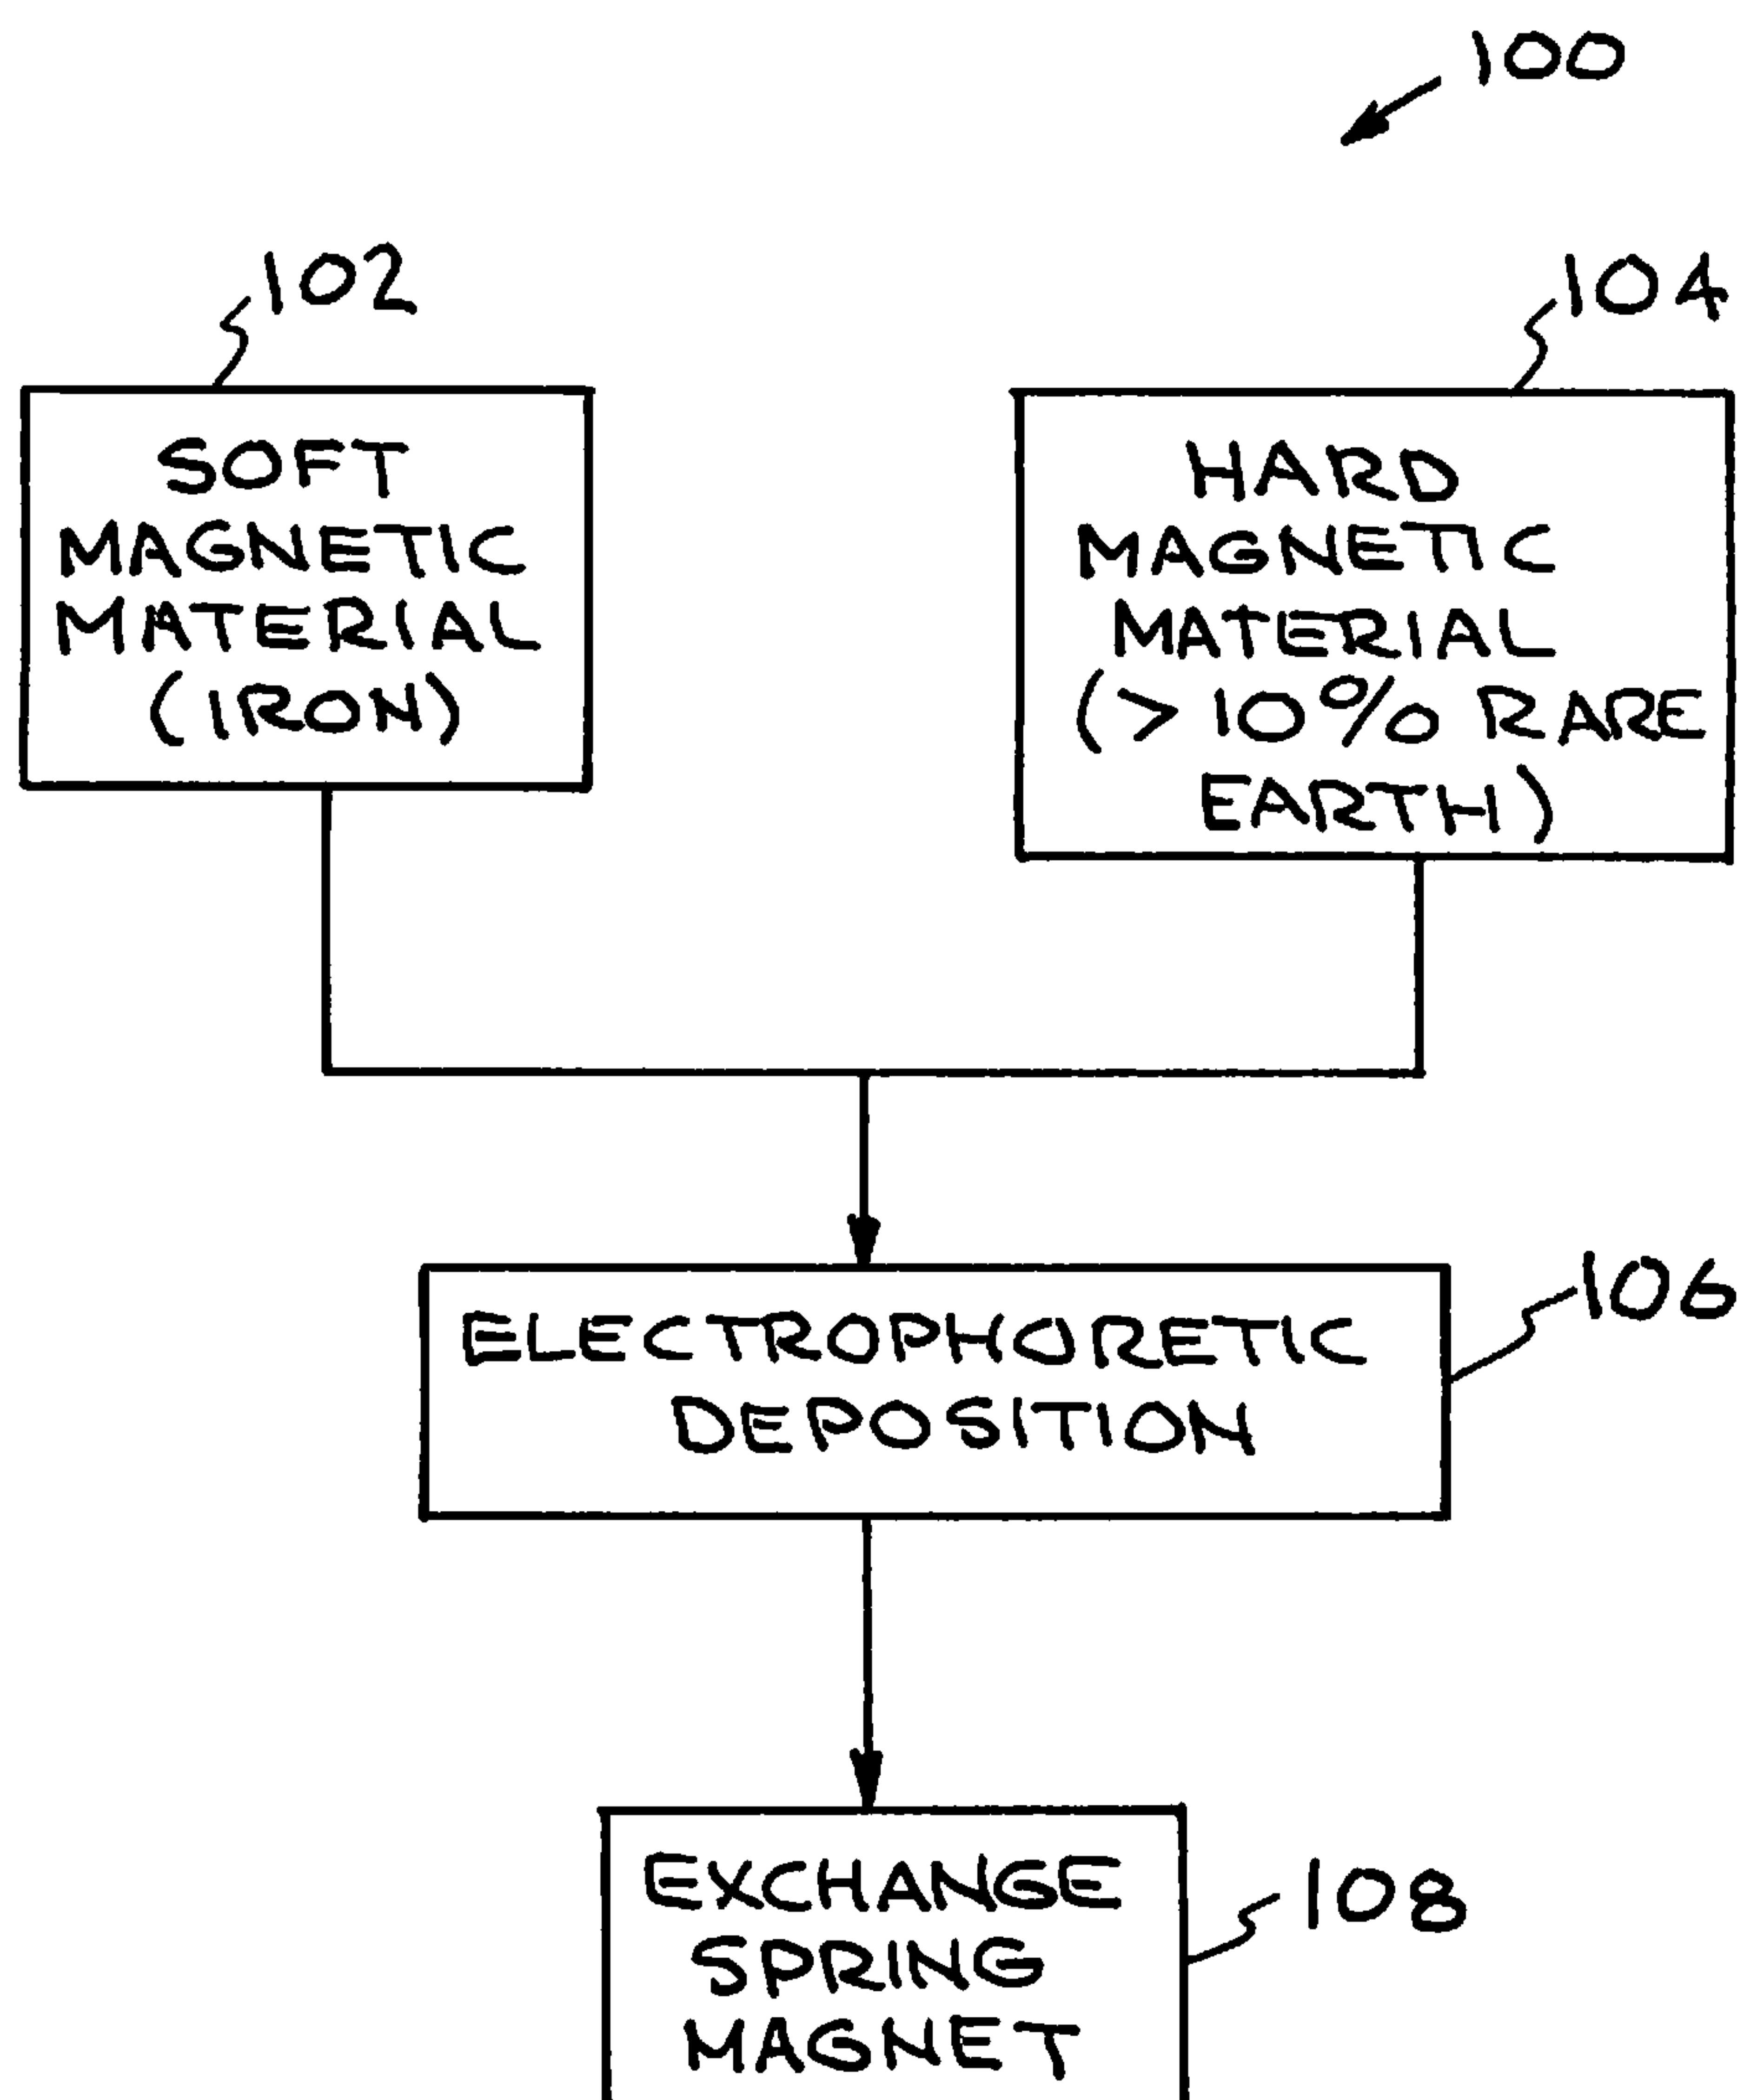 100
102
SOFT
MAGNETIC
MATERIAL
(IRON)
104
HARD
MAGNETIC
MATERIAL
(>10% RARE
EARTH)
106
ELECTROPHORETIC
DEPOSITION
108
EXCHANGE
SPRING
MAGNET